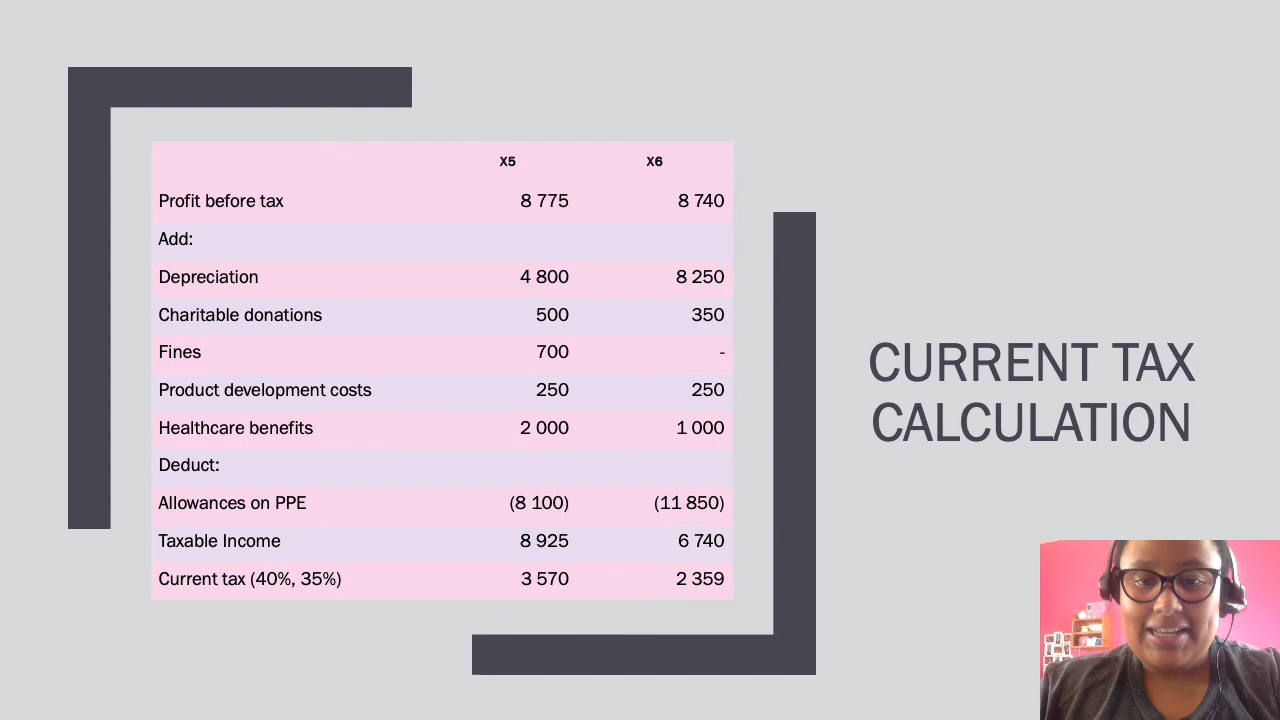 X5 X6
Profit before tax 8 775 8 740
Add:
Depreciation 4 800 8 250
Charitable donations 500 350
Fines 700 -
Product development costs 250 250
Healthcare benefits 2 000 1 000
Deduct:
Allowances on PPE (8 100) (11 850)
Taxable Income 8 925 6 740
Current tax (40%, 35%) 3 570 2 359
CURRENT TAX
CALCULATION